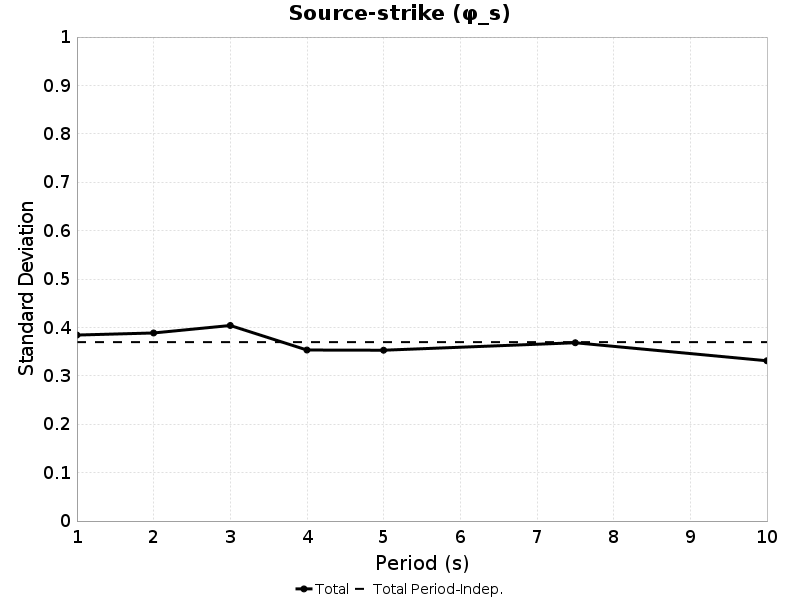 Source-strike (φ_s)
Standard Deviation
1
0.9
0.8
0.7
0.6
0.5
0.4
0.3
0.2
0.1
0
1 2 3 4 5 6 7 8 9 10
Period (s)
Total Total Period-Indep.